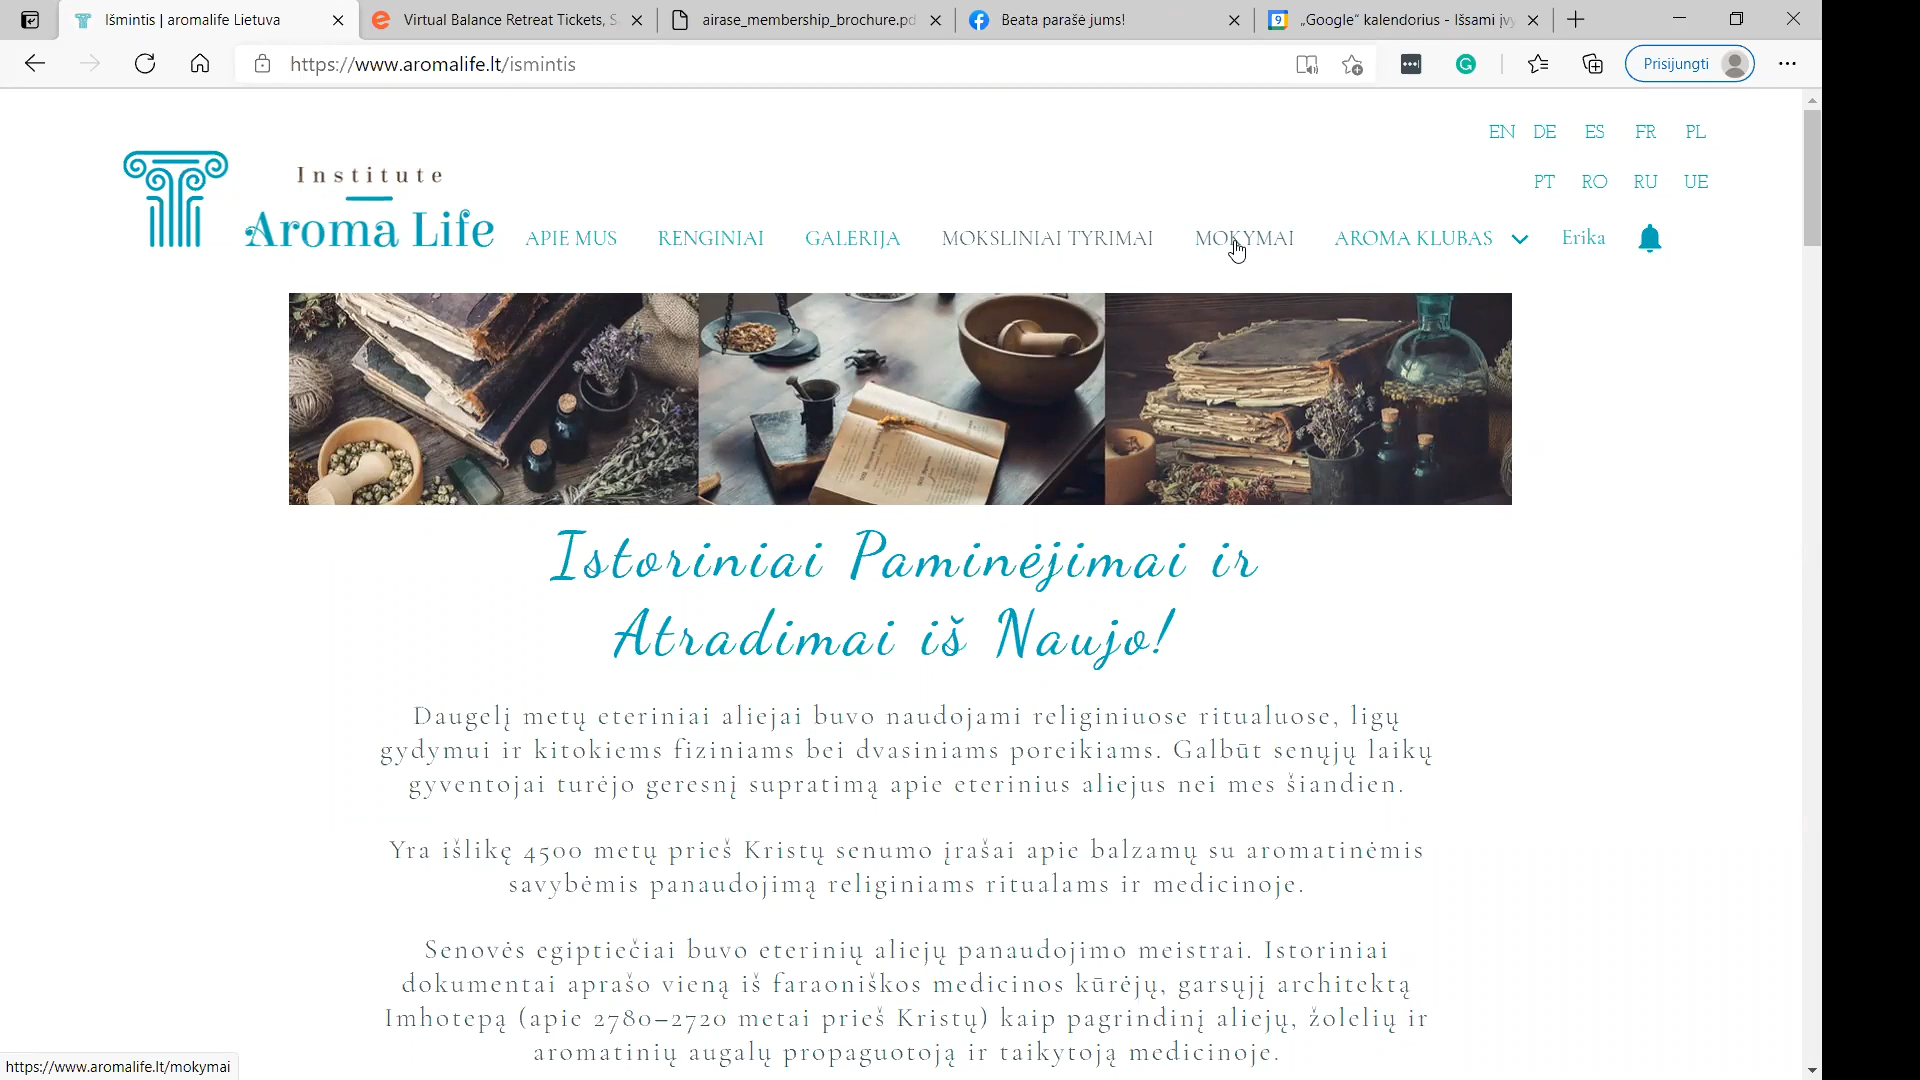 Išmintis | aromalife Lietuva
Virtual Balance Retreat Tickets, S
airase_membership_brochure.pd
Beata parašė jums!
„Google“ kalendorius - Išsami įv
https://www.aromalife.lt/ismintis
Prisijungti
EN DE ES FR PL
PT RO RU UE
Institute
Aroma Life
APIE MUS RENGINIAI GALERIJA MOKSLINIAI TYRIMAI MOKYMAI AROMA KLUBAS Erika
Istoriniai Paminėjimai ir
Atradimai iš Naujo!
Daugelį metų eteriniai aliejai buvo naudojami religiniuose ritualuose, ligų
gydymui ir kitokiems fiziniams bei dvasiniams poreikiams. Galbūt senųjų laikų
gyventojai turėjo geresnį supratimą apie eterinius aliejus nei mes šiandien.
Yra išlikę 4500 metų prieš Kristų senumo įrašai apie balzamų su aromatinėmis
savybėmis panaudojimą religiniams ritualams ir medicinoje.
Senovės egiptiečiai buvo eterinių aliejų panaudojimo meistrai. Istoriniai
dokumentai aprašo vieną iš faraoniškos medicinos kūrėjų, garsųjį architektą
Imhotepą (apie 2780–2720 metai prieš Kristų) kaip pagrindinį aliejų, žolelių ir
aromatinių augalų propaguotoją ir taikytoją medicinoje.
https://www.aromalife.lt/mokymai